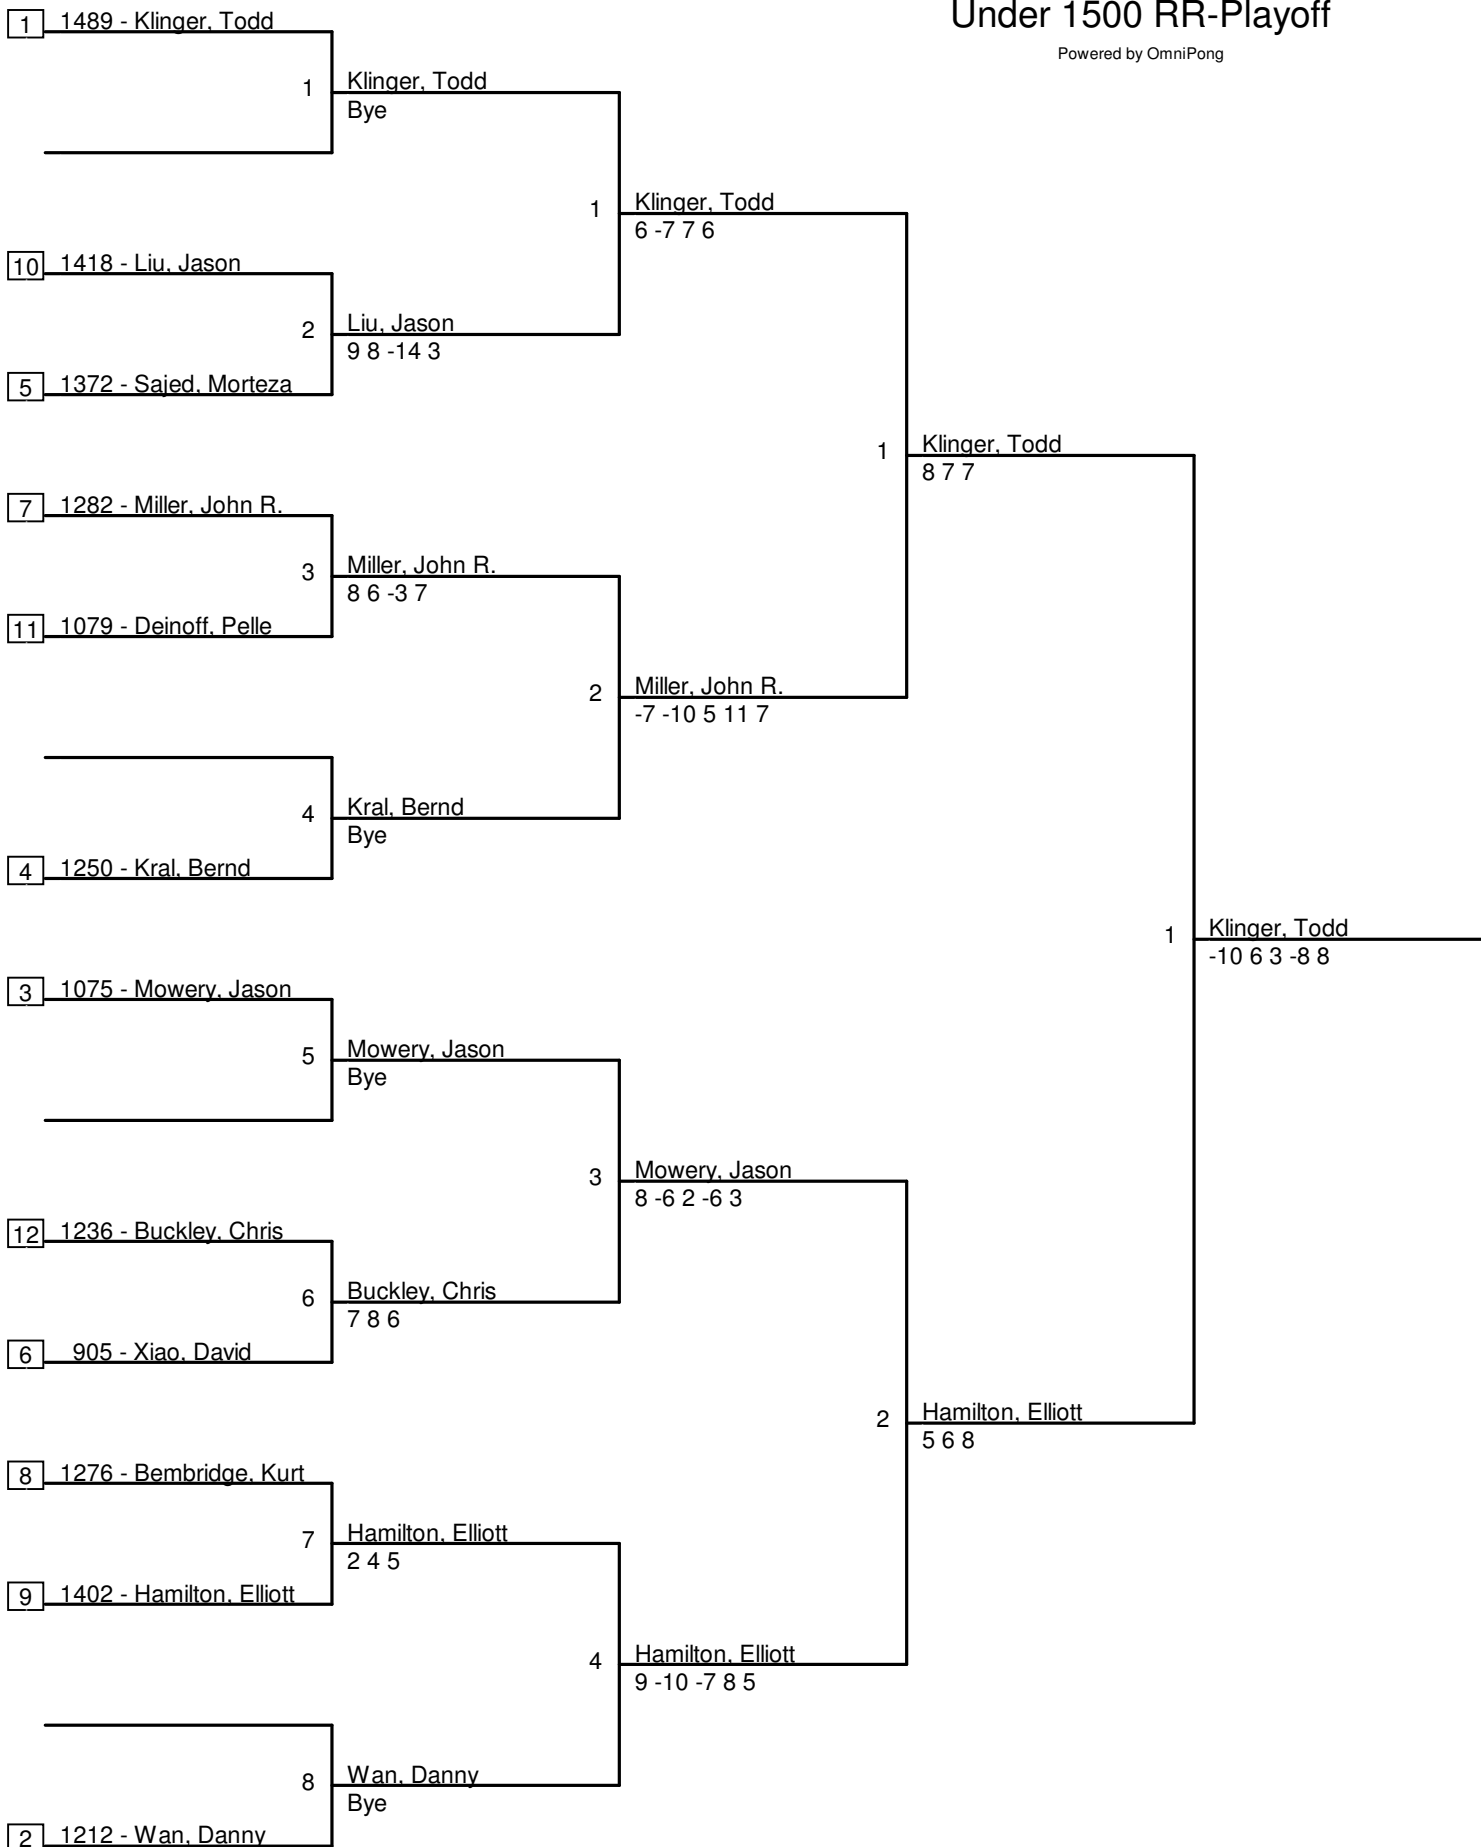 Under 1500 RR-Playoff
Powered by OmniPong
1 1489 - Klinger, Todd
1 Klinger, Todd
Bye
1 Klinger, Todd
6 -7 7 6
10 1418 - Liu, Jason
2 Liu, Jason
9 8 -14 3
5 1372 - Sajed, Morteza
1 Klinger, Todd
8 7 7
7 1282 - Miller, John R.
3 Miller, John R.
8 6 -3 7
11 1079 - Deinoff, Pelle
2 Miller, John R.
-7 -10 5 11 7
4 Kral, Bernd
Bye
4 1250 - Kral, Bernd
1 Klinger, Todd
-10 6 3 -8 8
3 1075 - Mowery, Jason
5 Mowery, Jason
Bye
3 Mowery, Jason
8 -6 2 -6 3
12 1236 - Buckley, Chris
6 Buckley, Chris
7 8 6
6 905 - Xiao, David
2 Hamilton, Elliott
5 6 8
8 1276 - Bembridge, Kurt
7 Hamilton, Elliott
2 4 5
9 1402 - Hamilton, Elliott
4 Hamilton, Elliott
9 -10 -7 8 5
8 Wan, Danny
Bye
2 1212 - Wan, Danny